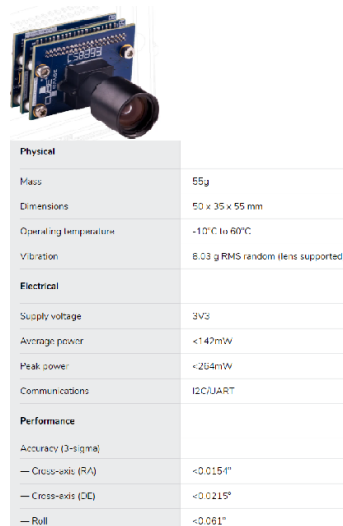 Physical
Mass 55g
Dimensions 50 x 35 x 55 mm
Operating temperature -10°C to 60°C
Vibration 8.03 g RMS random (lens supported
Electrical
Supply voltage 3V3
Average power <142mW
Peak power <264mW
Communications I2C/UART
Performance
Accuracy (3-sigma)
— Cross-axis (RA) <0.0154°
— Cross-axis (DE) <0.0215°
— Roll <0.061°